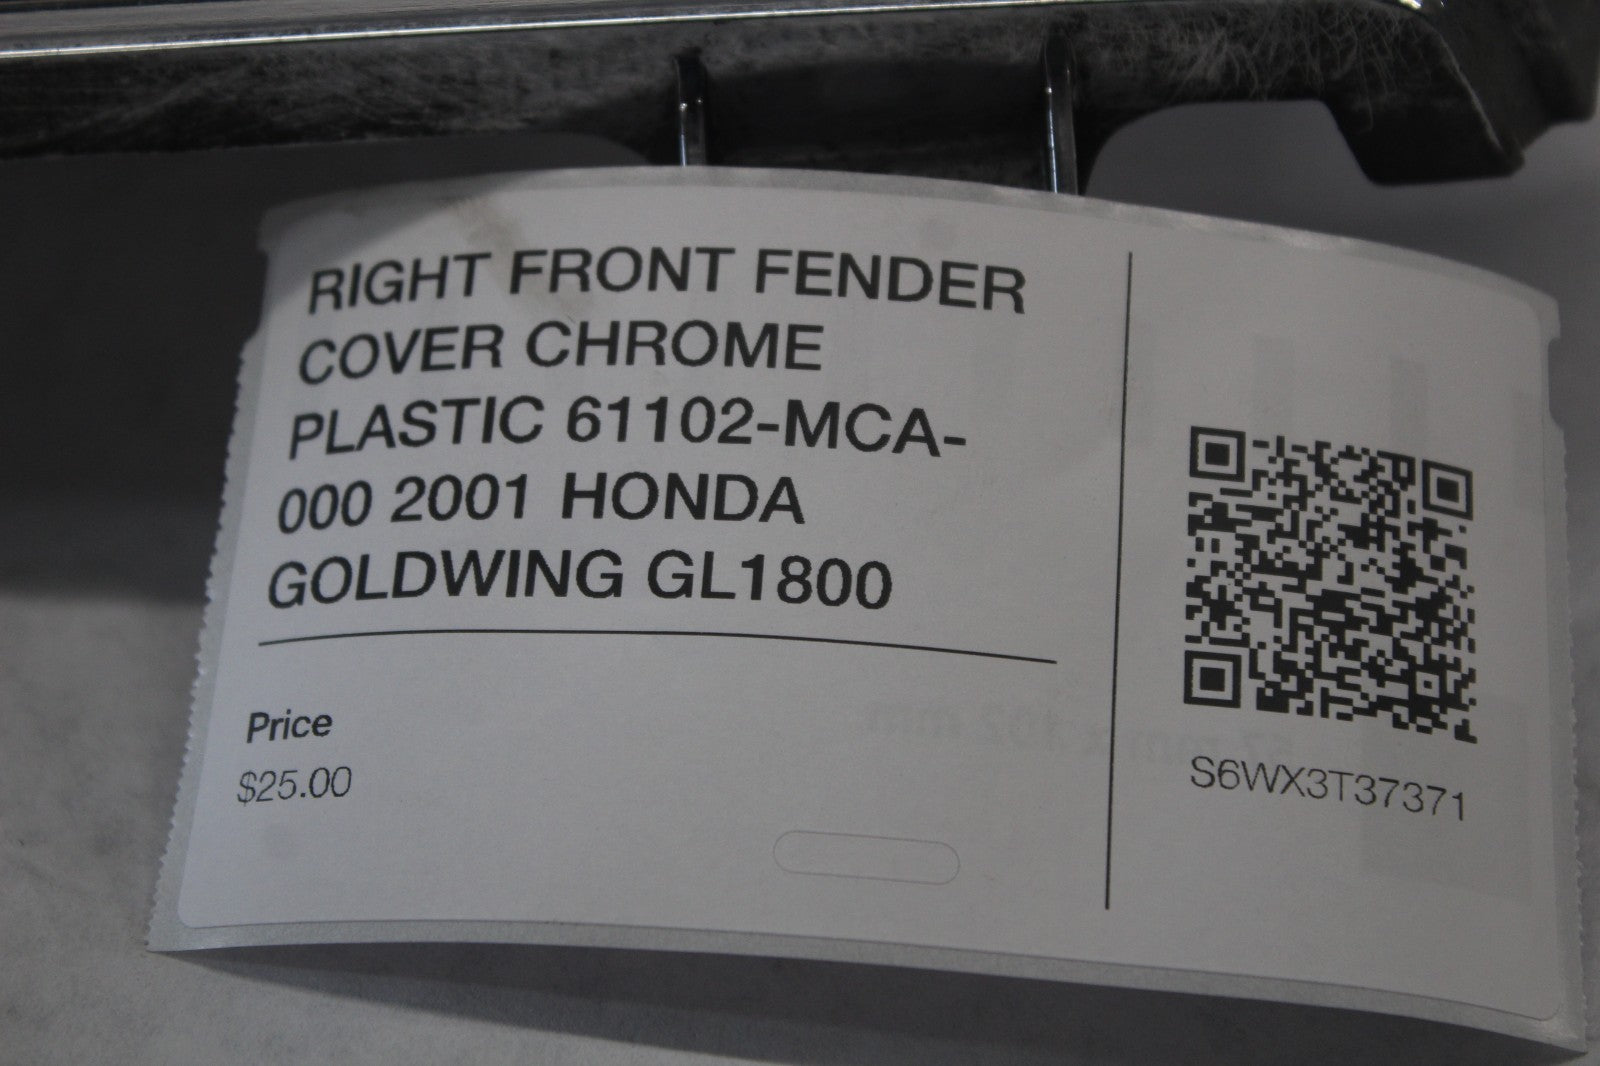 RIGHT FRONT FENDER
COVER CHROME
PLASTIC 61102-MCA-
000 2001 HONDA
GOLDWING GL1800
Price
$25.00
S6WX3T37371